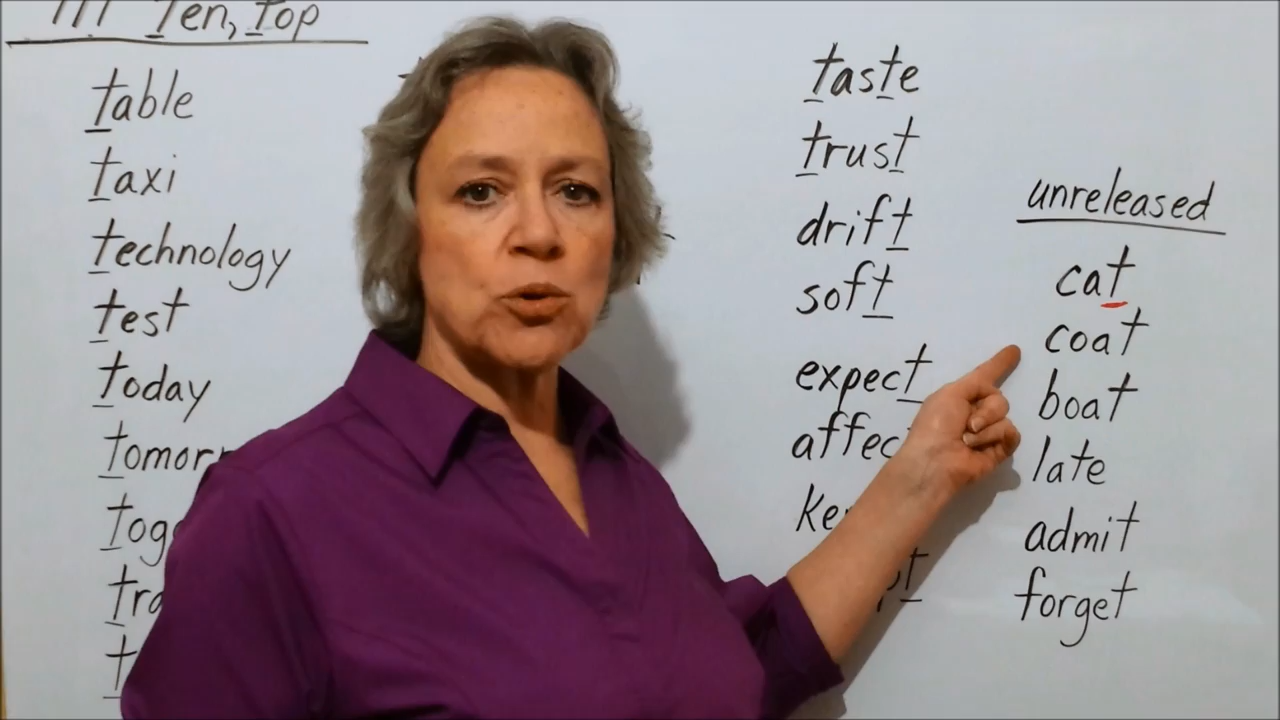 Ten, Top
table
taxi
technology
test
today
taste
trust
drift
soft
expect
unreleased
cat
coat
boat
late
admit
forget